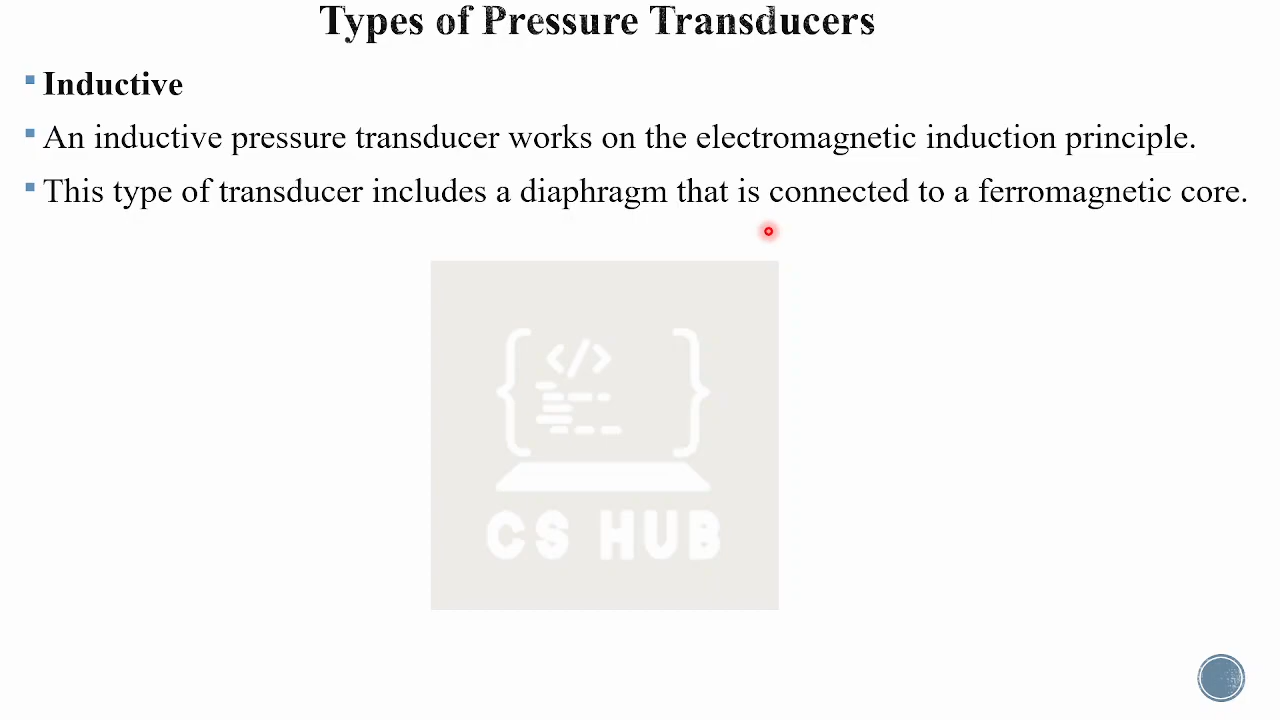 Types of Pressure Transducers
Inductive
An inductive pressure transducer works on the electromagnetic induction principle.
This type of transducer includes a diaphragm that is connected to a ferromagnetic core.
</>
CS HUB